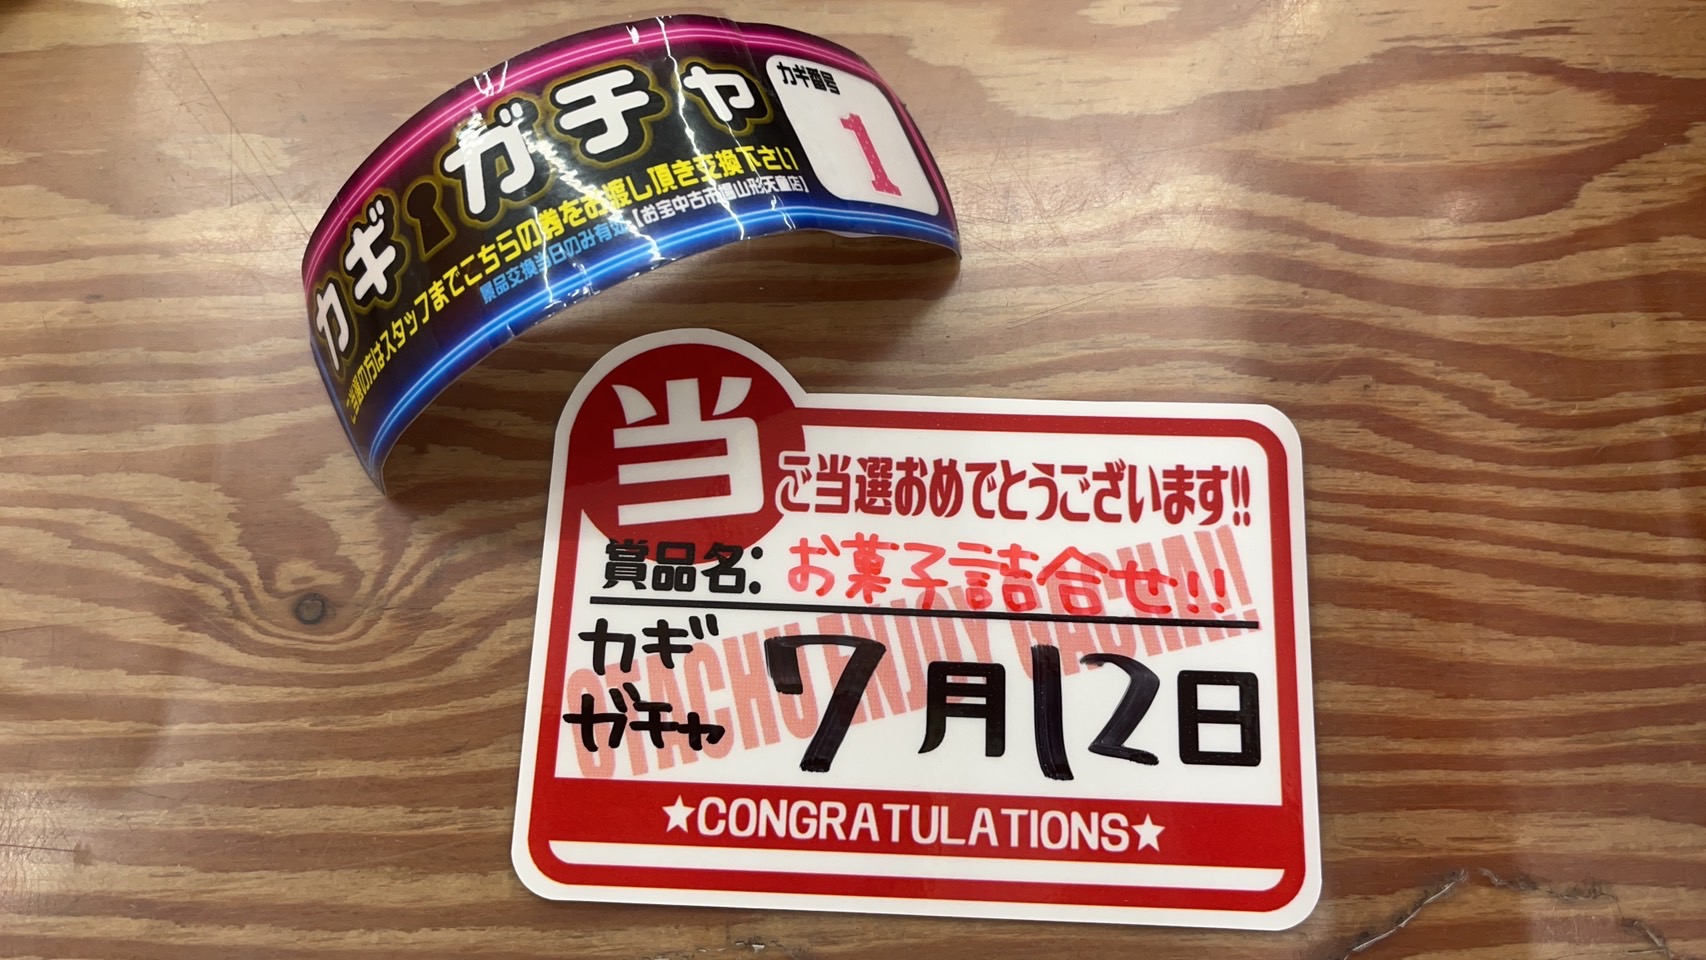 カギガチャ
カギ番号
1
ご当選の方はスタッフまでこちらの券をお渡し頂き交換下さい
景品交換当日のみ有効【お宝中古市場山形天童店】
当
ご当選おめでとうございます!!
賞品名: お菓子詰合せ!!
カギ
ガチャ
7月12日
OTACHU ENJOY GACHA!!
★CONGRATULATIONS★